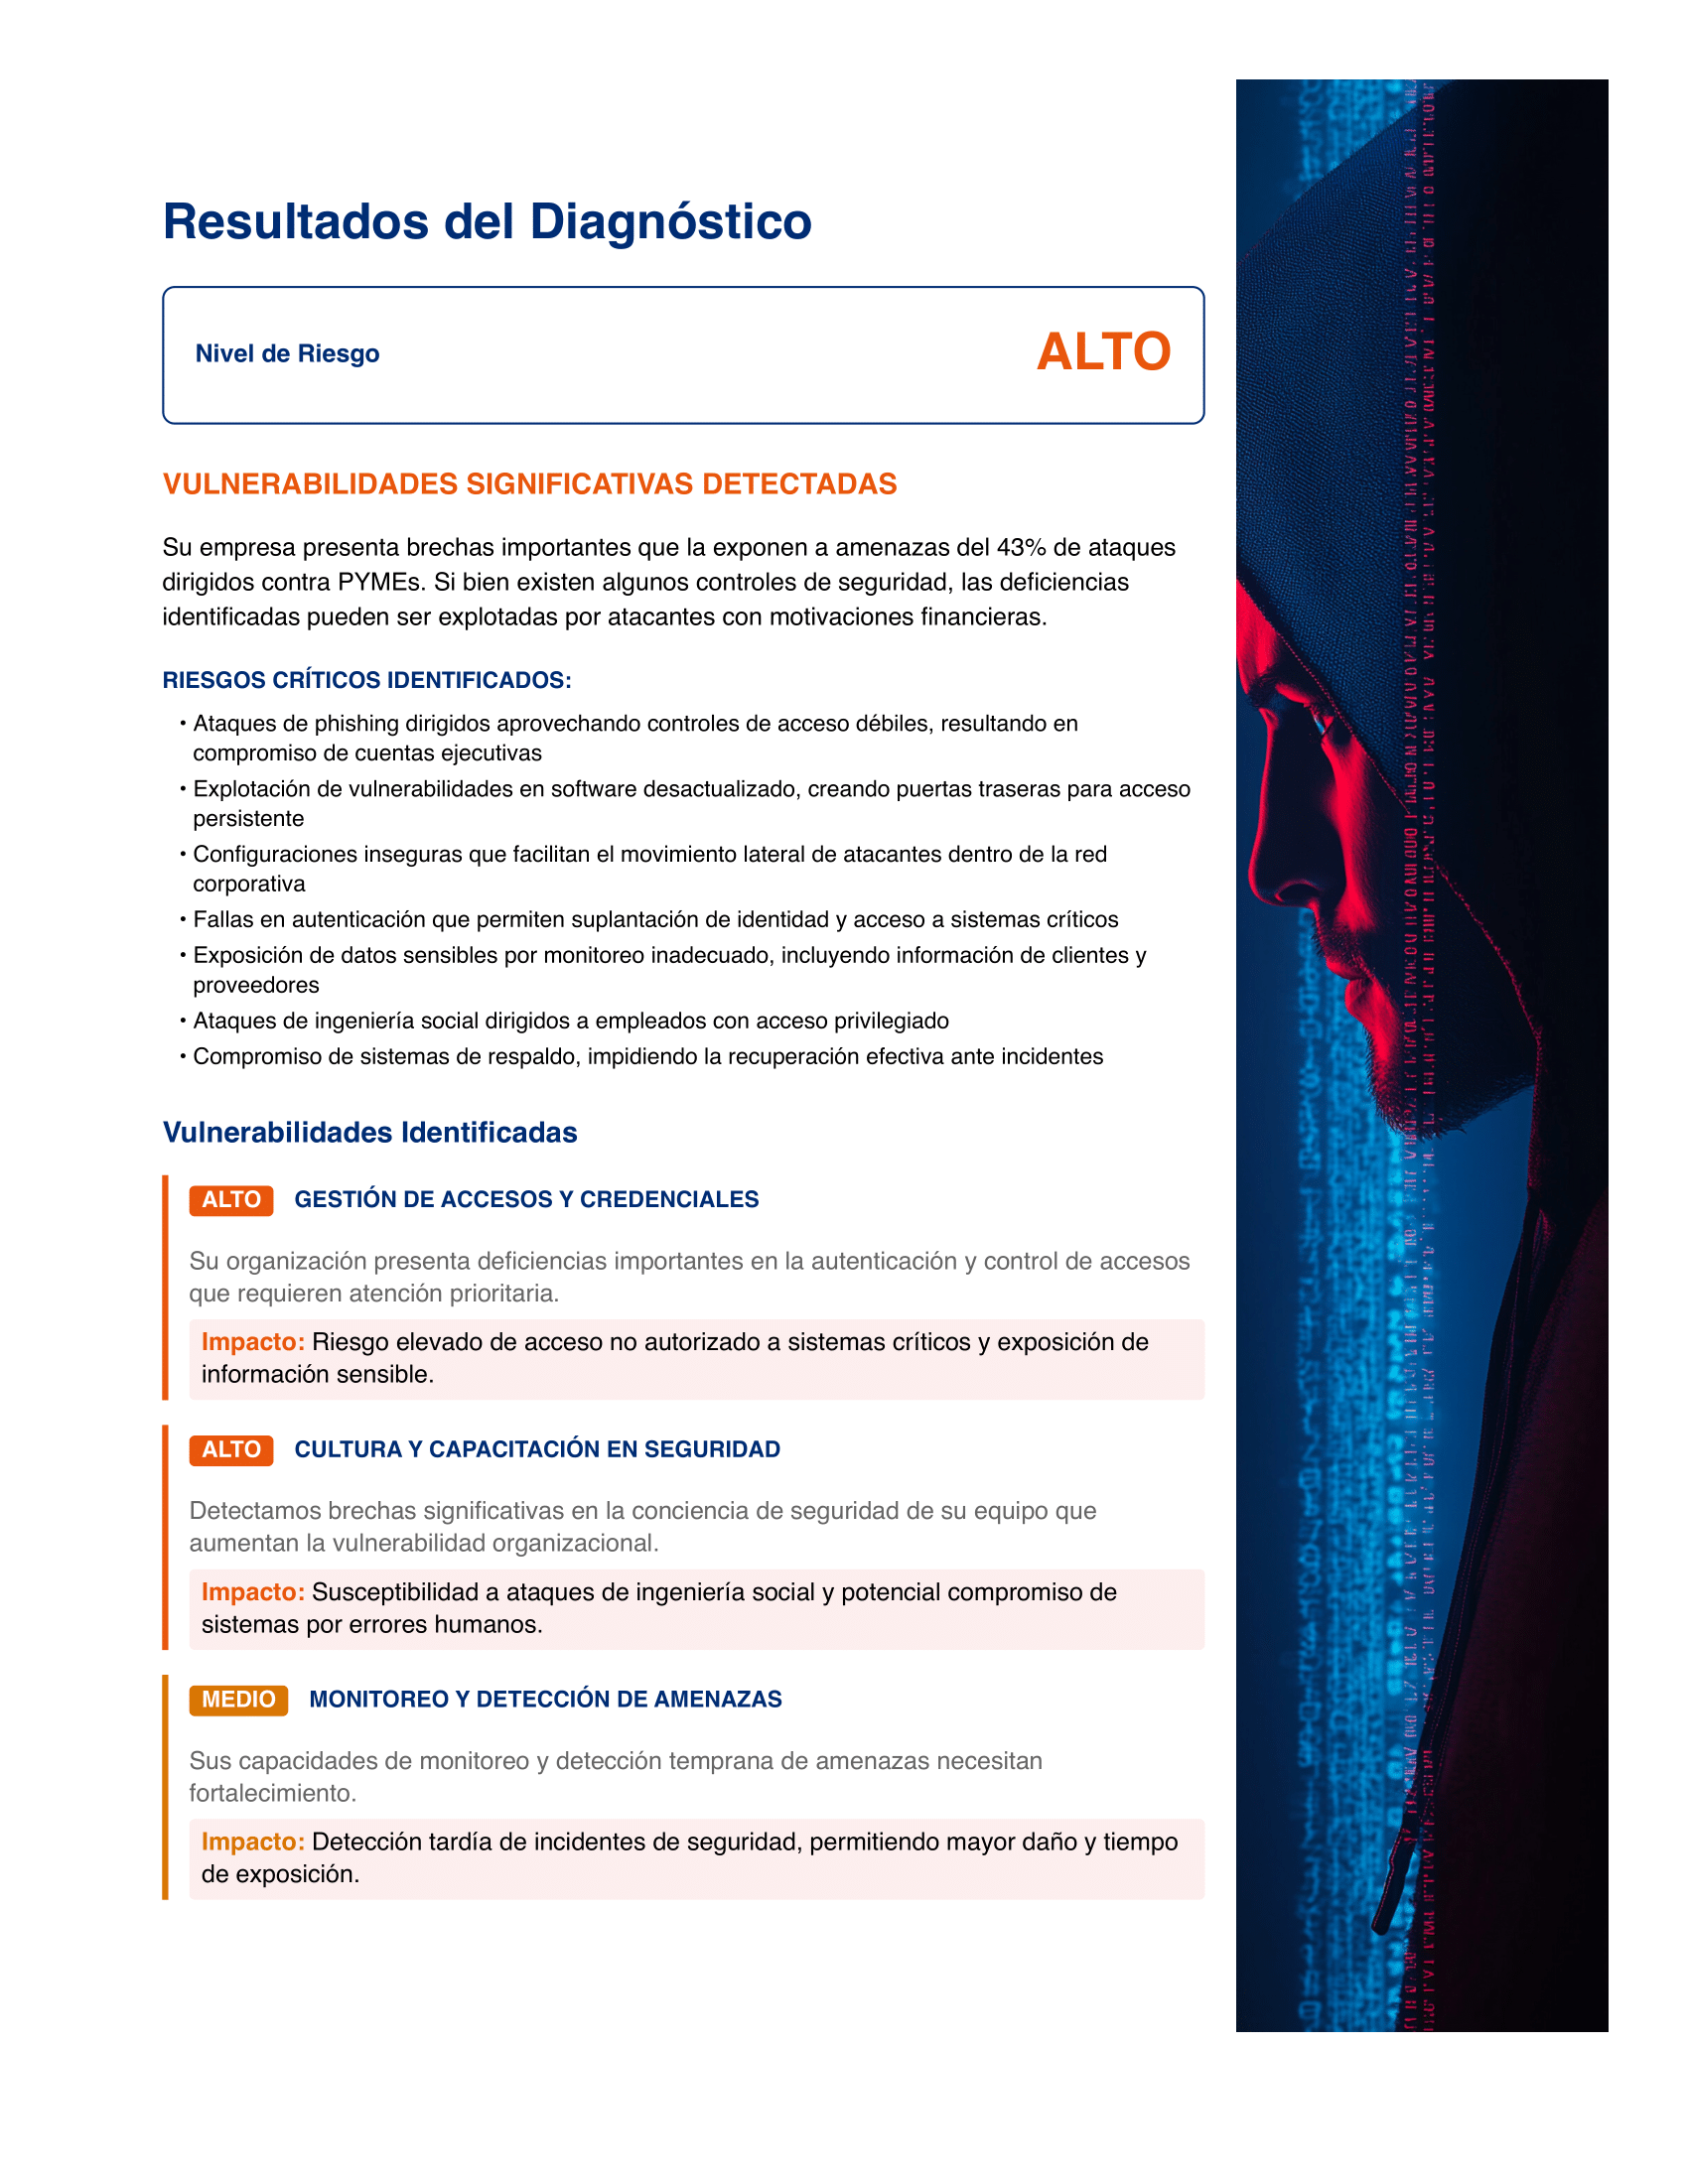 Resultados del Diagnóstico
Nivel de Riesgo
ALTO
VULNERABILIDADES SIGNIFICATIVAS DETECTADAS
Su empresa presenta brechas importantes que la exponen a amenazas del 43% de ataques
dirigidos contra PYMEs. Si bien existen algunos controles de seguridad, las deficiencias
identificadas pueden ser explotadas por atacantes con motivaciones financieras.
RIESGOS CRÍTICOS IDENTIFICADOS:
• Ataques de phishing dirigidos aprovechando controles de acceso débiles, resultando en
compromiso de cuentas ejecutivas
• Explotación de vulnerabilidades en software desactualizado, creando puertas traseras para acceso
persistente
• Configuraciones inseguras que facilitan el movimiento lateral de atacantes dentro de la red
corporativa
• Fallas en autenticación que permiten suplantación de identidad y acceso a sistemas críticos
• Exposición de datos sensibles por monitoreo inadecuado, incluyendo información de clientes y
proveedores
• Ataques de ingeniería social dirigidos a empleados con acceso privilegiado
• Compromiso de sistemas de respaldo, impidiendo la recuperación efectiva ante incidentes
Vulnerabilidades Identificadas
ALTO GESTIÓN DE ACCESOS Y CREDENCIALES
Su organización presenta deficiencias importantes en la autenticación y control de accesos
que requieren atención prioritaria.
Impacto: Riesgo elevado de acceso no autorizado a sistemas críticos y exposición de
información sensible.
ALTO CULTURA Y CAPACITACIÓN EN SEGURIDAD
Detectamos brechas significativas en la conciencia de seguridad de su equipo que
aumentan la vulnerabilidad organizacional.
Impacto: Susceptibilidad a ataques de ingeniería social y potencial compromiso de
sistemas por errores humanos.
MEDIO MONITOREO Y DETECCIÓN DE AMENAZAS
Sus capacidades de monitoreo y detección temprana de amenazas necesitan
fortalecimiento.
Impacto: Detección tardía de incidentes de seguridad, permitiendo mayor daño y tiempo
de exposición.